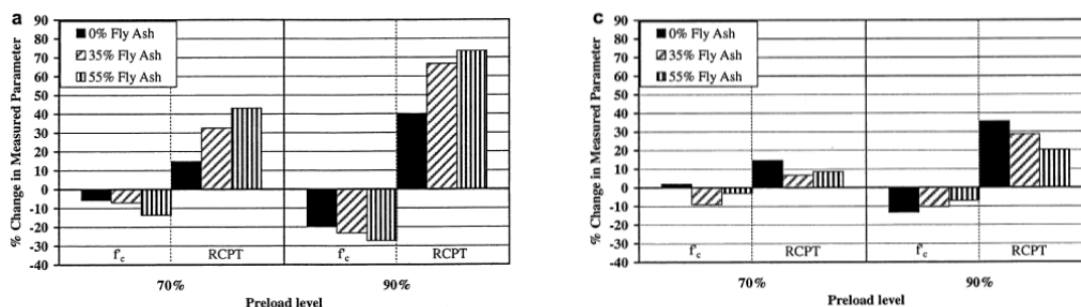 a
% Change in Measured Parameter
90
80
70
60
50
40
30
20
10
0
-10
-20
-30
-40
0% Fly Ash
35% Fly Ash
55% Fly Ash
f'c
RCPT
f'c
RCPT
70%
90%
Preload level
c
% Change in Measured Parameter
90
80
70
60
50
40
30
20
10
0
-10
-20
-30
-40
0% Fly Ash
35% Fly Ash
55% Fly Ash
f'c
RCPT
f'c
RCPT
70%
90%
Preload level